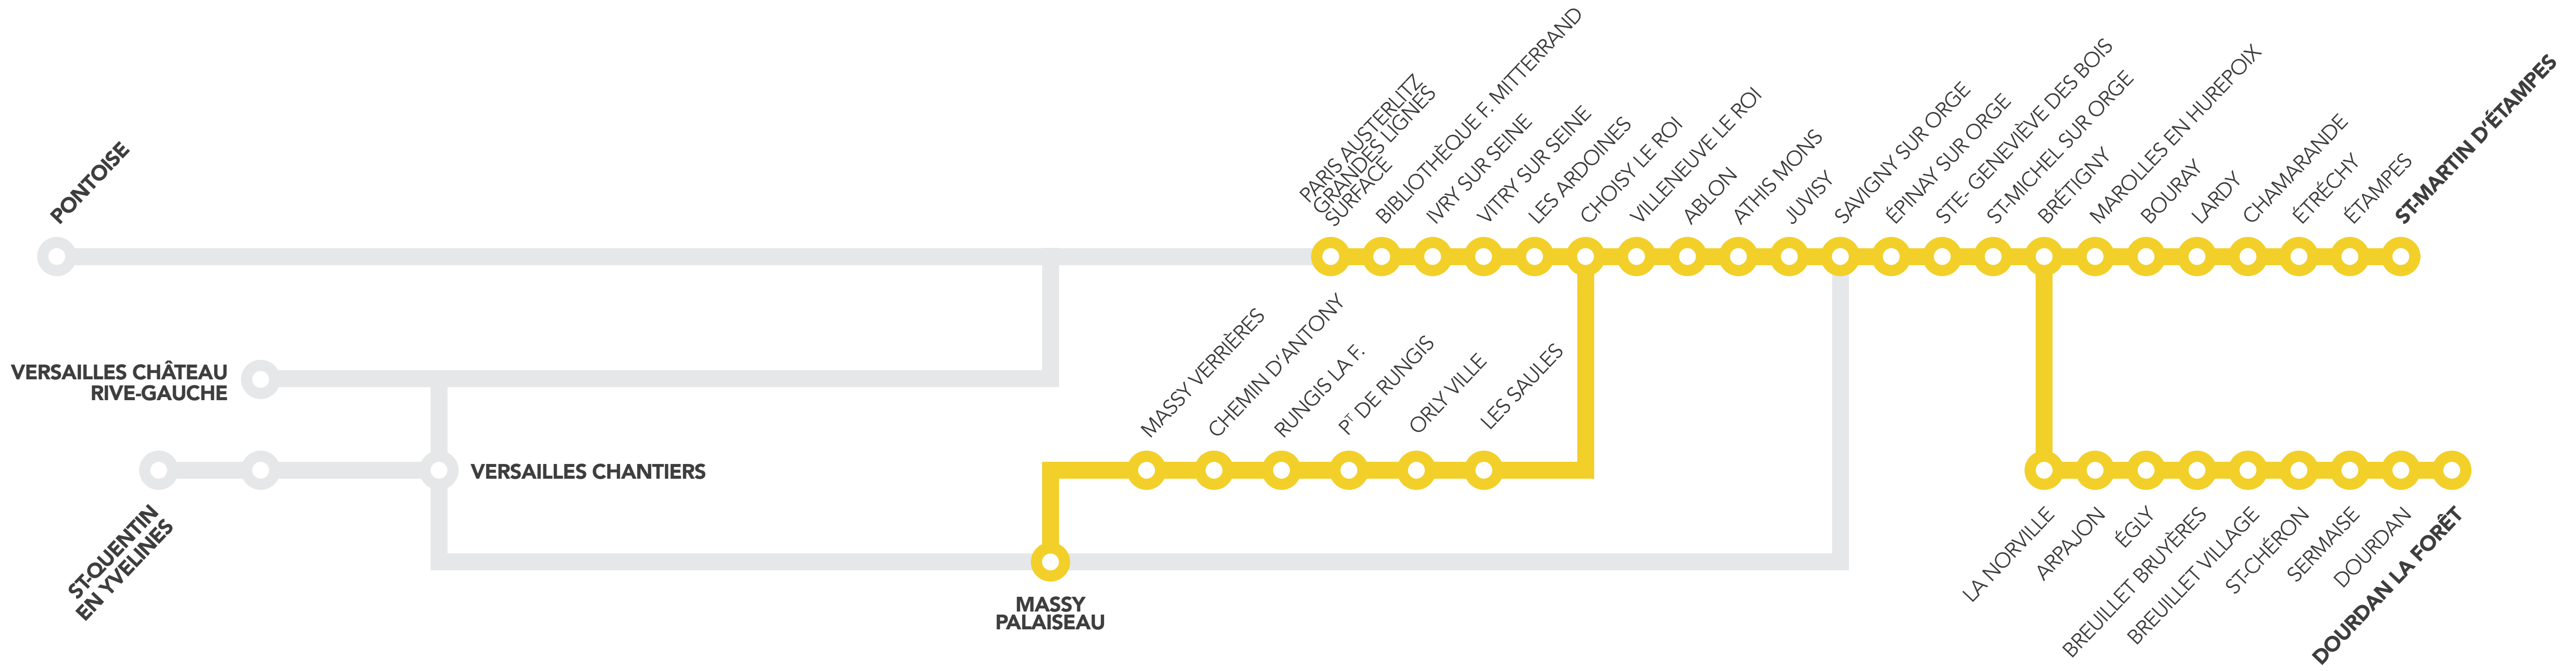 PONTOISE
PARIS AUSTERLITZ
GRANDES LIGNES
SURFACE
BIBLIOTHÈQUE F. MITTERRAND
IVRY SUR SEINE
VITRY SUR SEINE
LES ARDOINES
CHOISY LE ROI
VILLENEUVE LE ROI
ABLON
ATHIS MONS
JUVISY
SAVIGNY SUR ORGE
ÉPINAY SUR ORGE
STE- GENEVIÈVE DES BOIS
ST-MICHEL SUR ORGE
BRÉTIGNY
MAROLLES EN HUREPOIX
BOURAY
LARDY
CHAMARANDE
ÉTRÉCHY
ÉTAMPES
ST-MARTIN D'ÉTAMPES
VERSAILLES CHÂTEAU
RIVE-GAUCHE
MASSY VERRIÈRES
CHEMIN D'ANTONY
RUNGIS LA F.
PT DE RUNGIS
ORLY VILLE
LES SAULES
VERSAILLES CHANTIERS
ST-QUENTIN
EN YVELINES
MASSY
PALAISEAU
LA NORVILLE
ARPAJON
ÉGLY
BREUILLET BRUYÈRES
BREUILLET VILLAGE
ST-CHÉRON
SERMAISE
DOURDAN
DOURDAN LA FORÊT